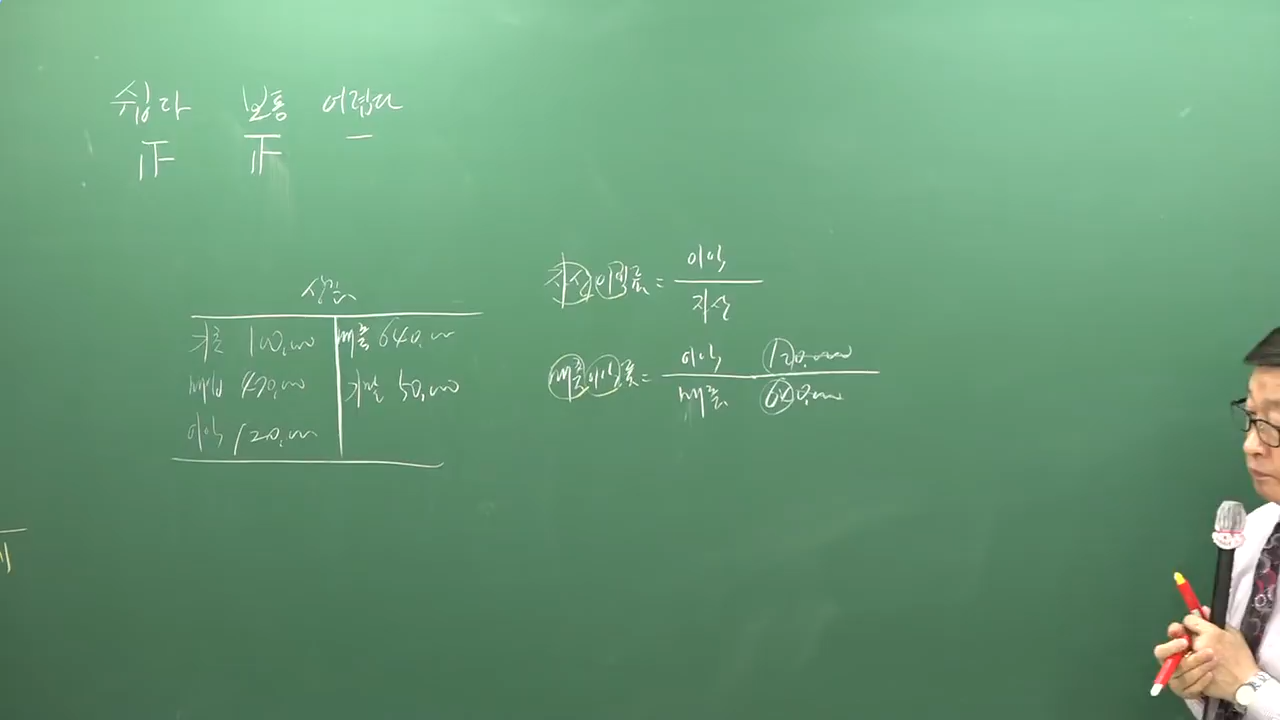 쉽다 보통 어렵다
正 正 一
상품
기초 100,000 매출 640,000
매입 470,000 기말 50,000
이익 120,000
자산이익률 = 이익 / 자산
매출이익률 = 이익 / 매출 120,000 / 640,000